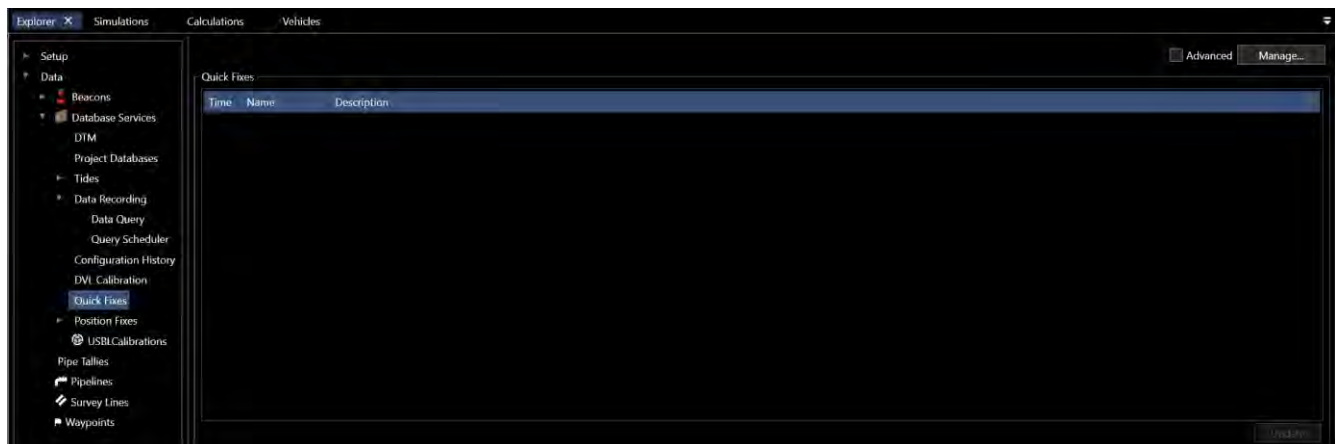 Explorer X Simulations Calculations Vehicles
Setup
Advanced Manage...
Data
Quick Fixes
Beacons
Time Name Description
Database Services
DTM
Project Databases
Tides
Data Recording
Data Query
Query Scheduler
Configuration History
DVL Calibration
Quick Fixes
Position Fixes
USBLCalibrations
Pipe Tallies
Pipelines
Survey Lines
Waypoints